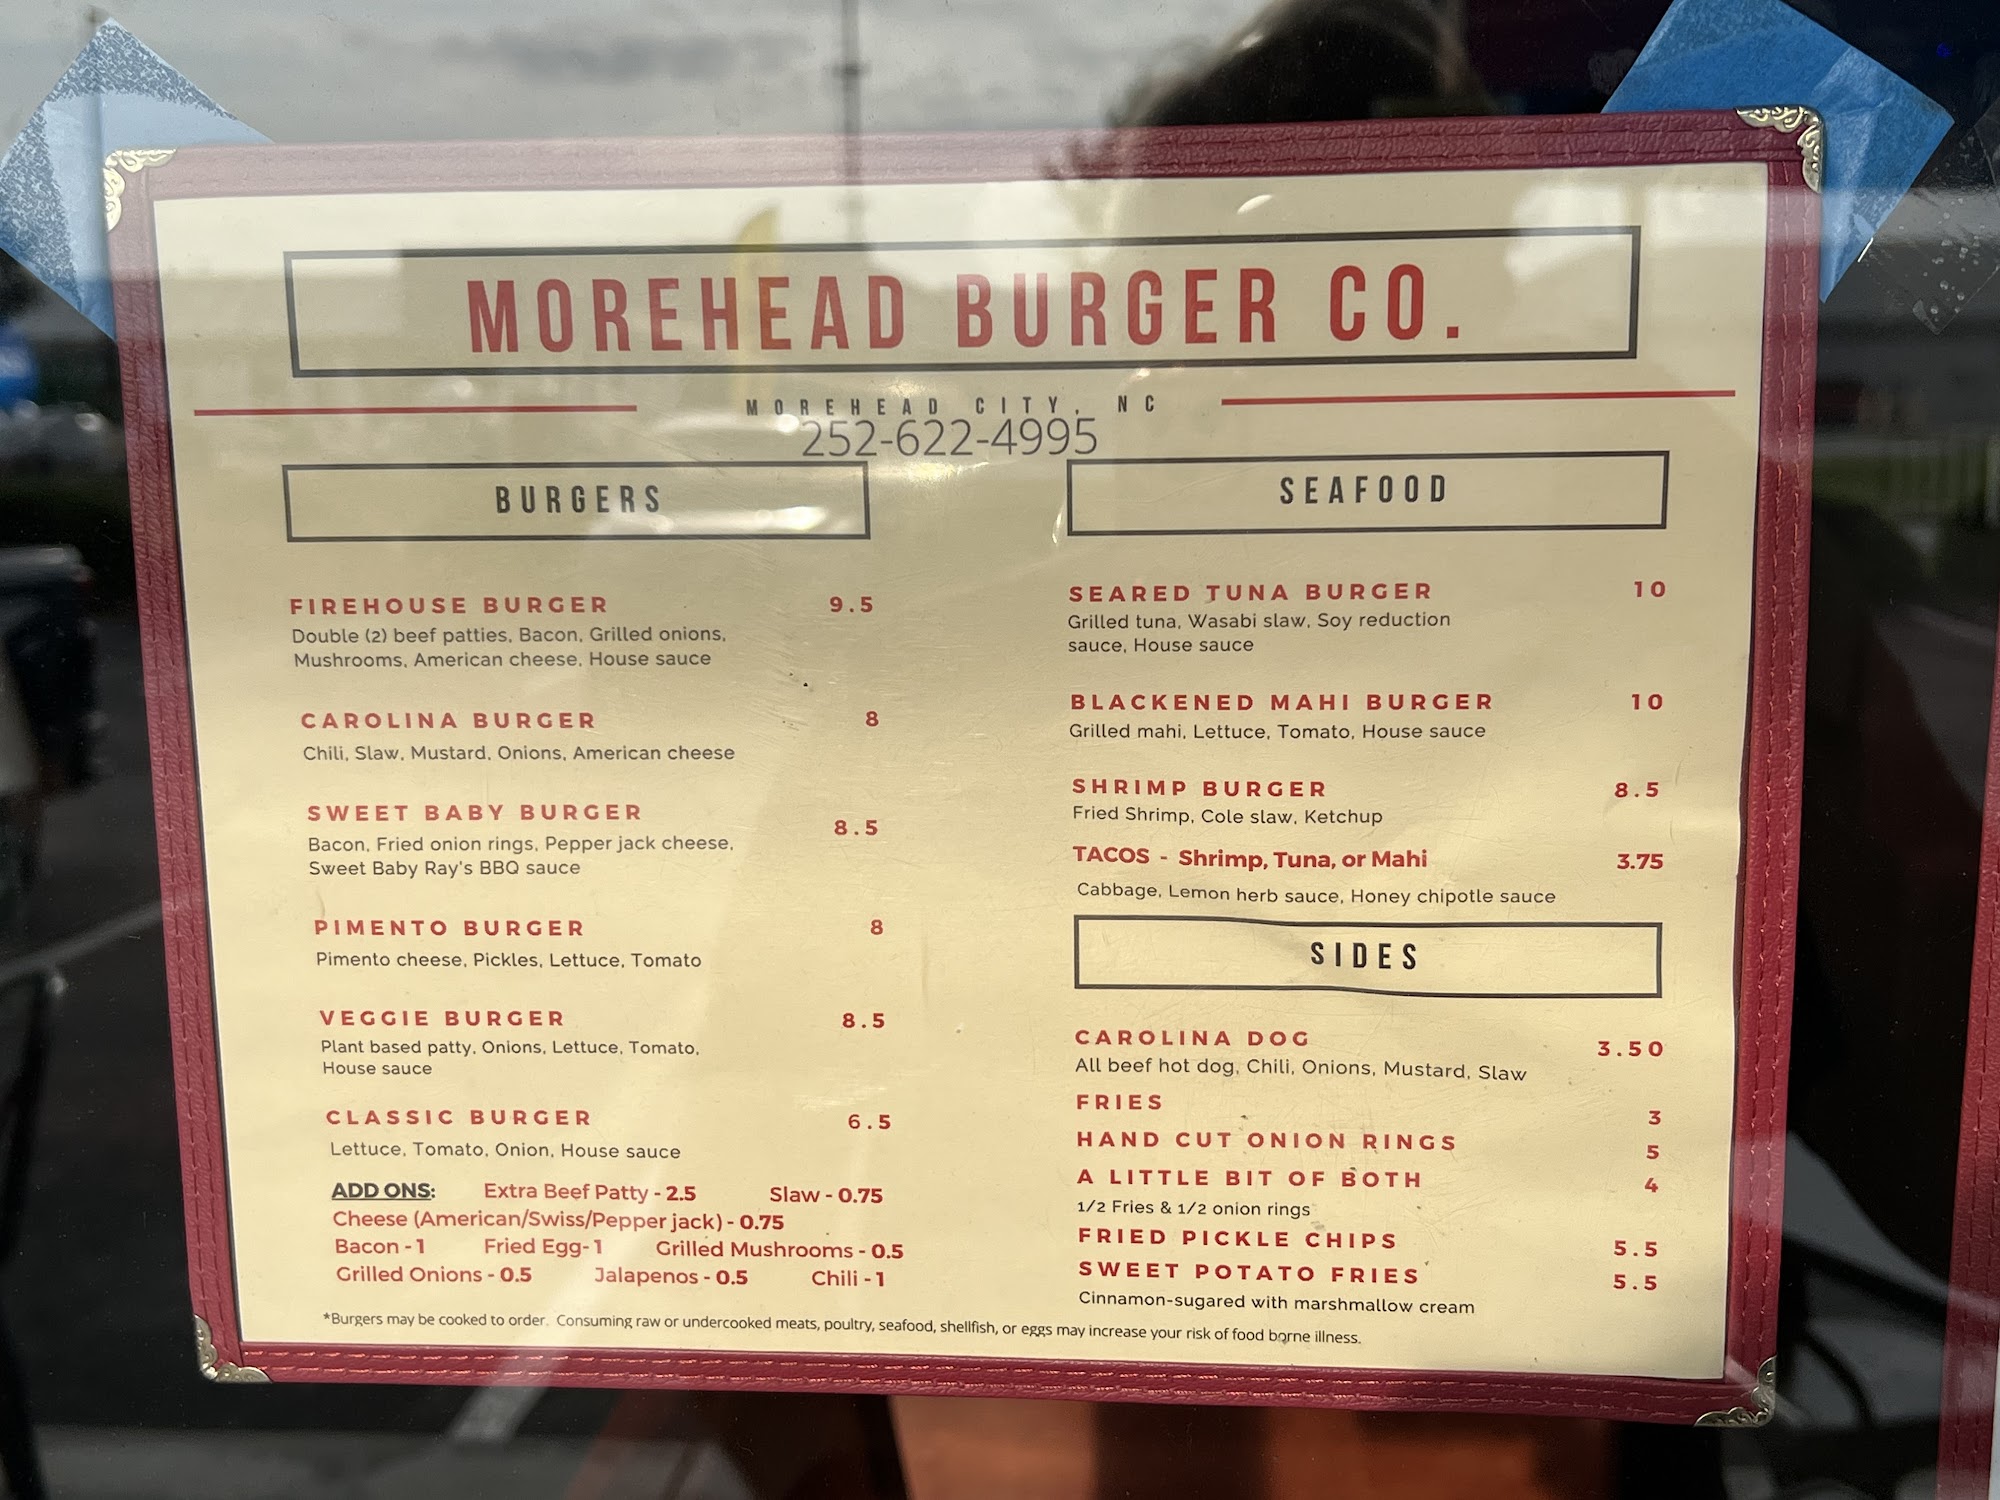 MOREHEAD BURGER CO.
MOREHEAD CITY, NC
252-622-4995
BURGERS
FIREHOUSE BURGER 9.5
Double (2) beef patties, Bacon, Grilled onions,
Mushrooms, American cheese, House sauce
CAROLINA BURGER 8
Chili, Slaw, Mustard, Onions, American cheese
SWEET BABY BURGER 8.5
Bacon, Fried onion rings, Pepper jack cheese,
Sweet Baby Ray's BBQ sauce
PIMENTO BURGER 8
Pimento cheese, Pickles, Lettuce, Tomato
VEGGIE BURGER 8.5
Plant based patty, Onions, Lettuce, Tomato,
House sauce
CLASSIC BURGER 6.5
Lettuce, Tomato, Onion, House sauce
ADD ONS: Extra Beef Patty - 2.5 Slaw - 0.75
Cheese (American/Swiss/Pepper jack) - 0.75
Bacon - 1 Fried Egg- 1 Grilled Mushrooms - 0.5
Grilled Onions - 0.5 Jalapenos - 0.5 Chili - 1
SEAFOOD
SEARED TUNA BURGER 10
Grilled tuna, Wasabi slaw, Soy reduction
sauce, House sauce
BLACKENED MAHI BURGER 10
Grilled mahi, Lettuce, Tomato, House sauce
SHRIMP BURGER 8.5
Fried Shrimp, Cole slaw, Ketchup
TACOS - Shrimp, Tuna, or Mahi 3.75
Cabbage, Lemon herb sauce, Honey chipotle sauce
SIDES
CAROLINA DOG 3.50
All beef hot dog, Chili, Onions, Mustard, Slaw
FRIES 3
HAND CUT ONION RINGS 5
A LITTLE BIT OF BOTH 4
1/2 Fries & 1/2 onion rings
FRIED PICKLE CHIPS 5.5
SWEET POTATO FRIES 5.5
Cinnamon-sugared with marshmallow cream
*Burgers may be cooked to order. Consuming raw or undercooked meats, poultry, seafood, shellfish, or eggs may increase your risk of food borne illness.